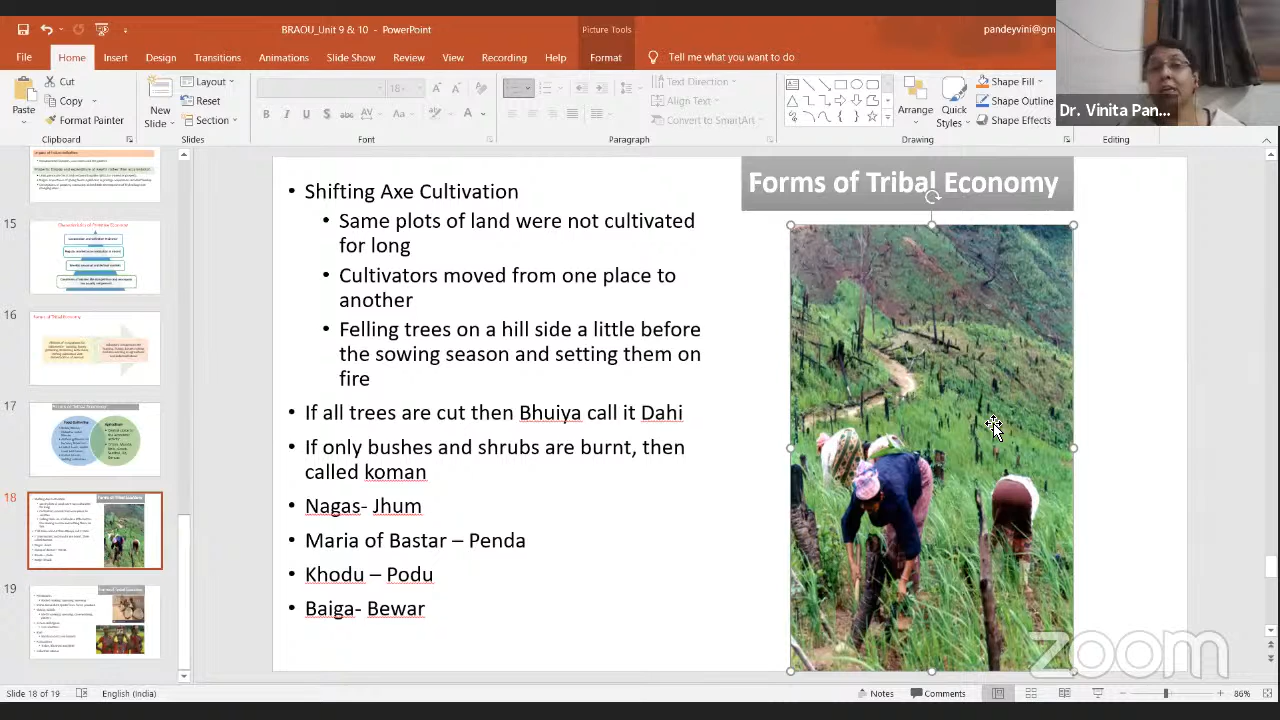 BRAOU_Unit 9 & 10 - PowerPoint
Picture Tools
pandeyvini@gm
File Home Insert Design Transitions Animations Slide Show Review View Recording Help Format Tell me what you want to do
Paste
Cut
Copy
Format Painter
Clipboard
New Slide
Layout
Reset
Section
Slides
18
Font
Text Direction
Align Text
Convert to SmartArt
Paragraph
Arrange
Quick Styles
Shape Fill
Shape Outline
Shape Effects
Drawing
Editing
Dr. Vinita Pan...
15
16
17
18
19
Forms of Tribal Economy
• Shifting Axe Cultivation
• Same plots of land were not cultivated
for long
• Cultivators moved from one place to
another
• Felling trees on a hill side a little before
the sowing season and setting them on
fire
• If all trees are cut then Bhuiya call it Dahi
• If only bushes and shrubs are burnt, then
called koman
• Nagas- Jhum
• Maria of Bastar – Penda
• Khodu – Podu
• Baiga- Bewar
zoom
Slide 18 of 19 English (India) Notes Comments 86%